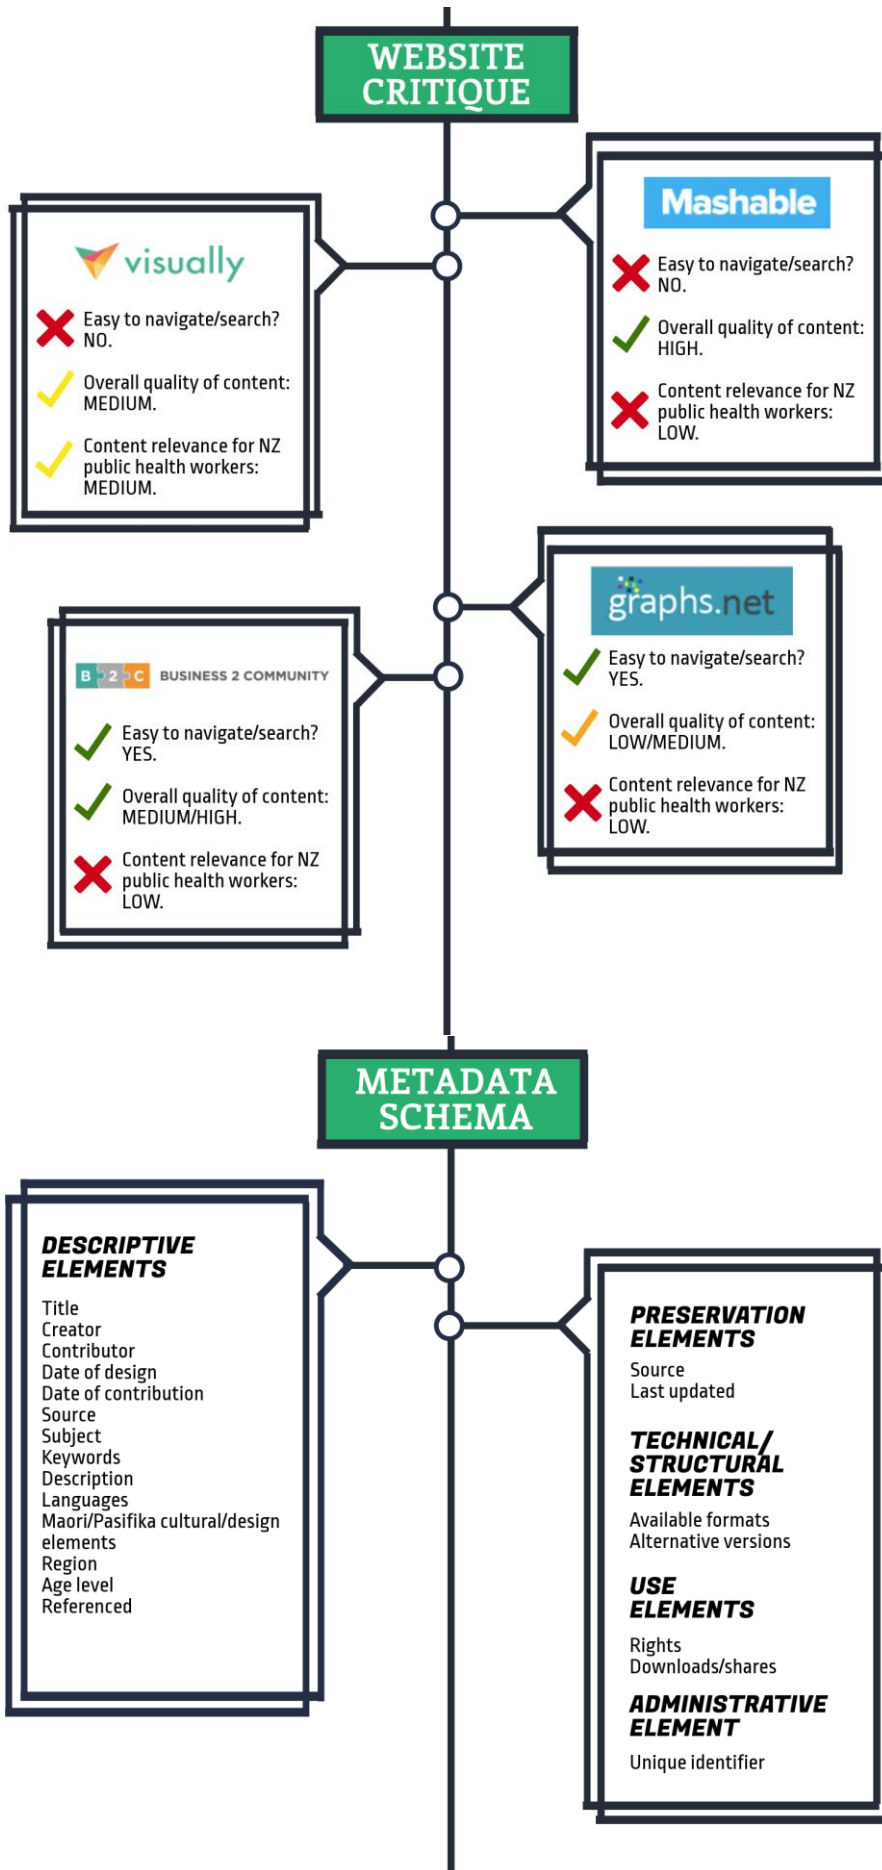 WEBSITE
CRITIQUE
Mashable
Easy to navigate/search?
NO.
Overall quality of content:
HIGH.
Content relevance for NZ
public health workers:
LOW.
visually
Easy to navigate/search?
NO.
Overall quality of content:
MEDIUM.
Content relevance for NZ
public health workers:
MEDIUM.
graphs.net
Easy to navigate/search?
YES.
Overall quality of content:
LOW/MEDIUM.
Content relevance for NZ
public health workers:
LOW.
B 2 C BUSINESS 2 COMMUNITY
Easy to navigate/search?
YES.
Overall quality of content:
MEDIUM/HIGH.
Content relevance for NZ
public health workers:
LOW.
METADATA
SCHEMA
DESCRIPTIVE
ELEMENTS
Title
Creator
Contributor
Date of design
Date of contribution
Source
Subject
Keywords
Description
Languages
Maori/Pasifika cultural/design
elements
Region
Age level
Referenced
PRESERVATION
ELEMENTS
Source
Last updated
TECHNICAL/
STRUCTURAL
ELEMENTS
Available formats
Alternative versions
USE
ELEMENTS
Rights
Downloads/shares
ADMINISTRATIVE
ELEMENT
Unique identifier